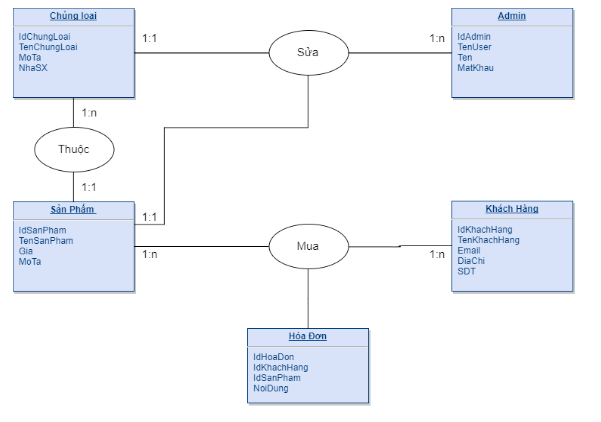 Chủng loại
IdChungLoai
TenChungLoai
MoTa
NhaSX
1:1
Sửa
1:n
Admin
IdAdmin
TenUser
Ten
MatKhau
1:n
Thuộc
1:1
Sản Phẩm
IdSanPham
TenSanPham
Gia
MoTa
1:1
1:n
Mua
1:n
Khách Hàng
IdKhachHang
TenKhachHang
Email
DiaChi
SDT
Hóa Đơn
IdHoaDon
IdKhachHang
IdSanPham
NoiDung